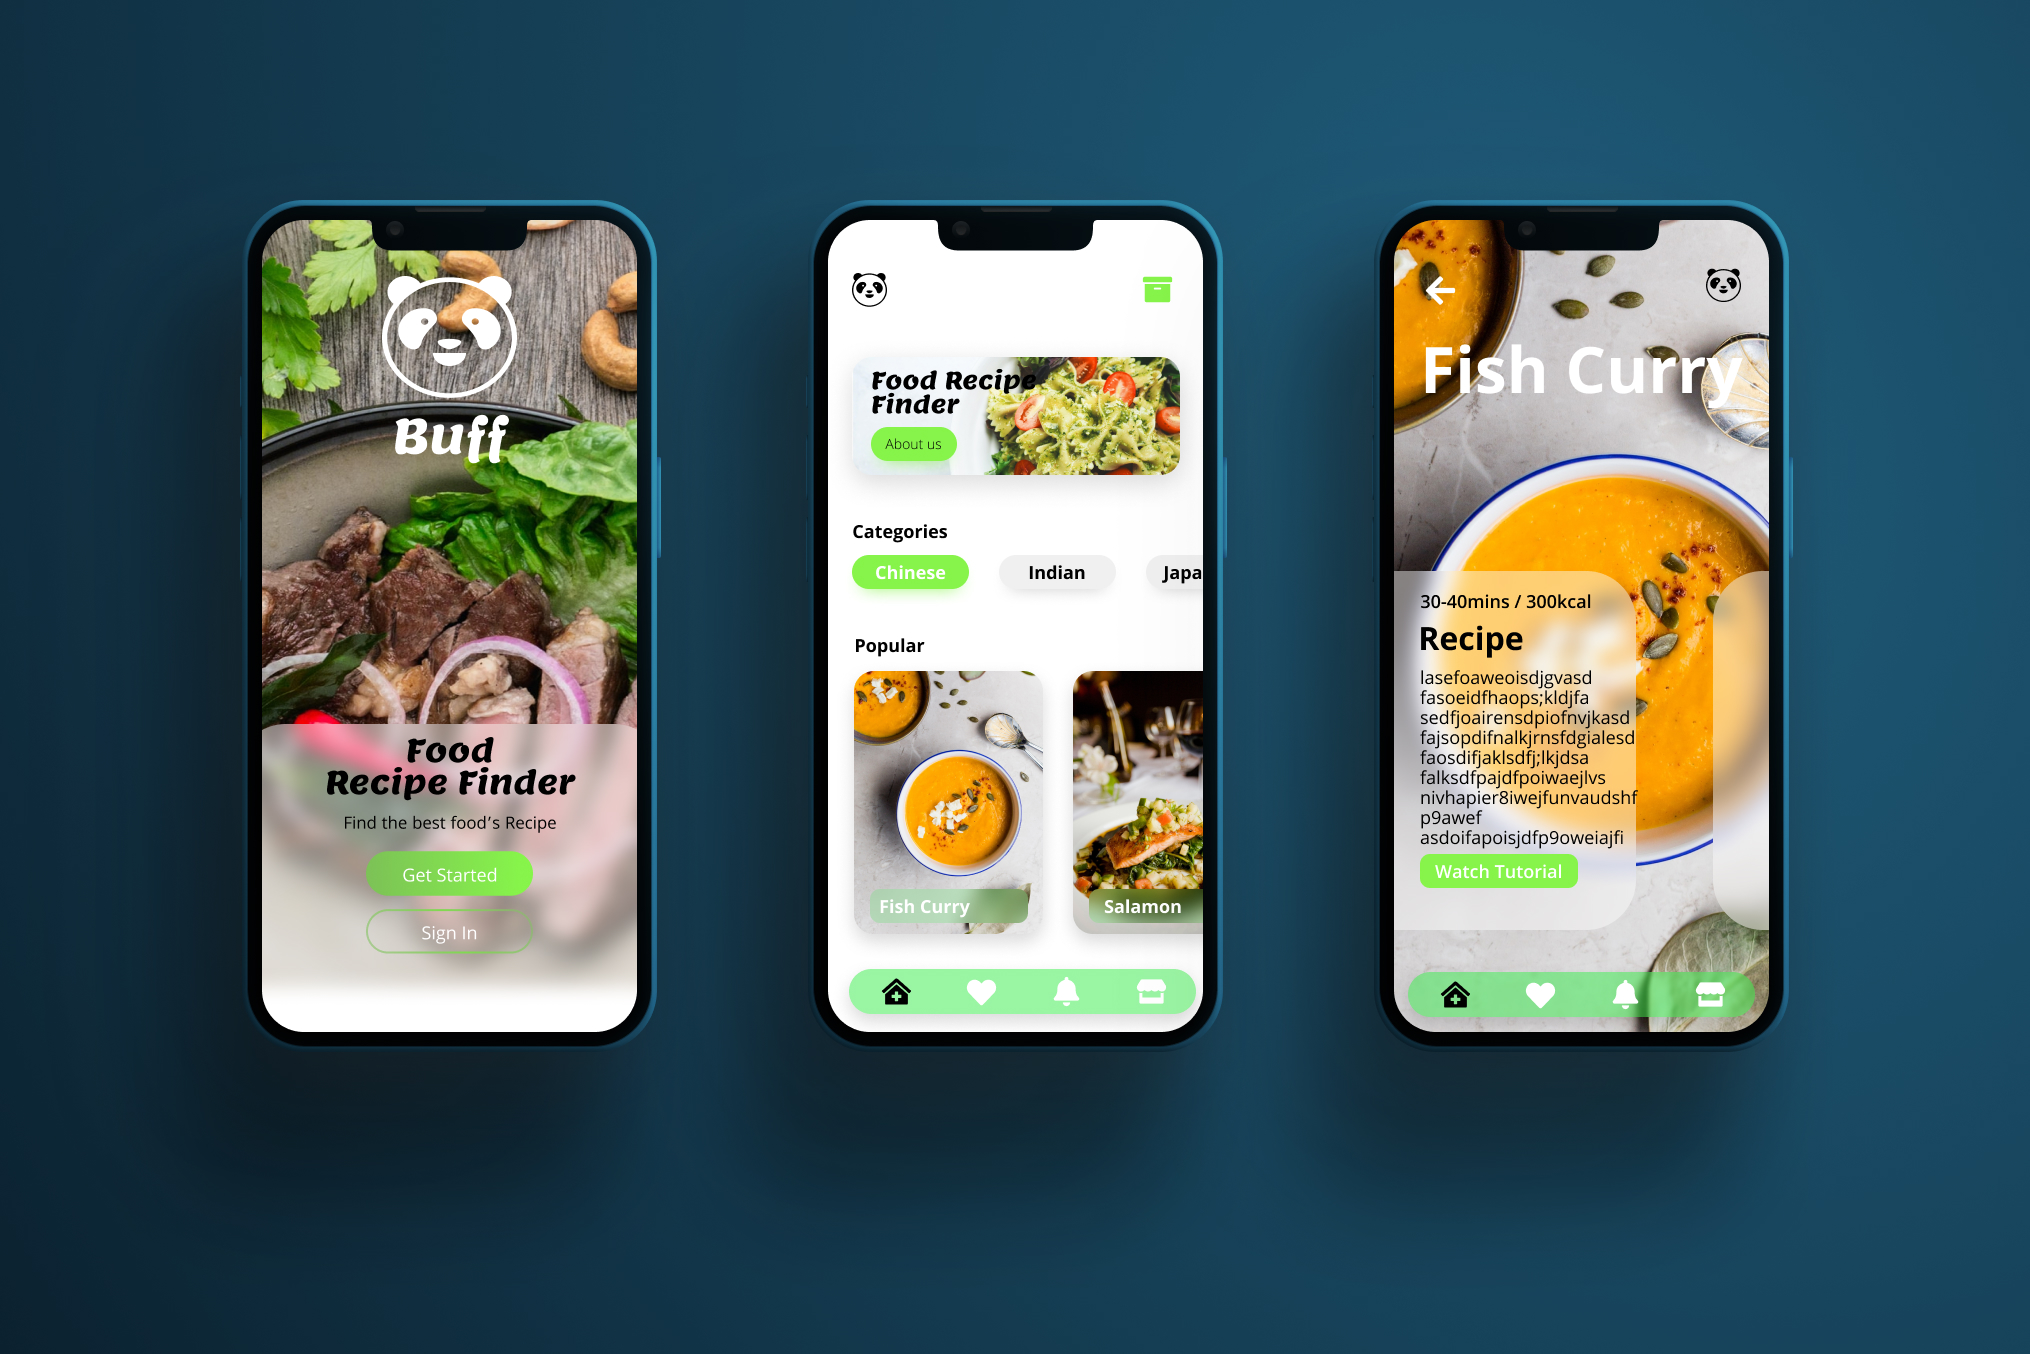 Buff
Food
Recipe Finder
Find the best food's Recipe
Get Started
Sign In
Food Recipe
Finder
About us
Categories
Chinese
Indian
Japa
Popular
Fish Curry
Salamon
Fish Curry
30-40mins / 300kcal
Recipe
lasefoaweoisdjgvasd
fasoeidfhaops;kldjfa
sedfjoairensdpiofnvjkasd
fajsopdifnalkjrnsfdgialesd
faosdifjaklsdfj;lkjdsa
falksdfpajdfpoiwaejlvs
nivhapier8iwejfunvaudshf
p9awef
asdoifapoisjdfp9oweiajfi
Watch Tutorial